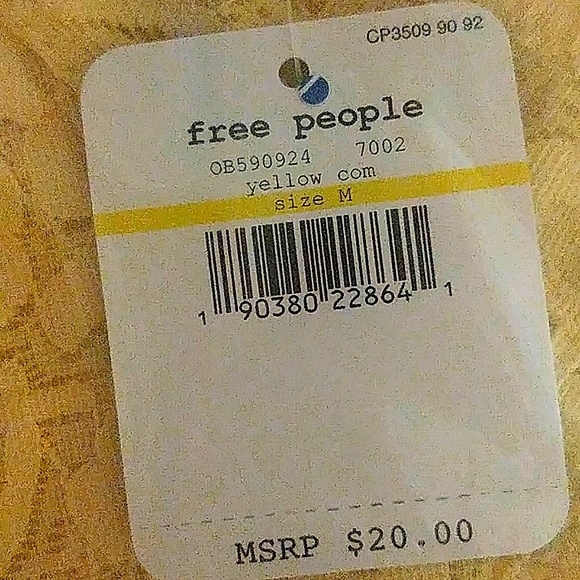 CP3509 90 92
free people
OB590924 7002
yellow com
size M
1 90380 22864 1
MSRP $20.00